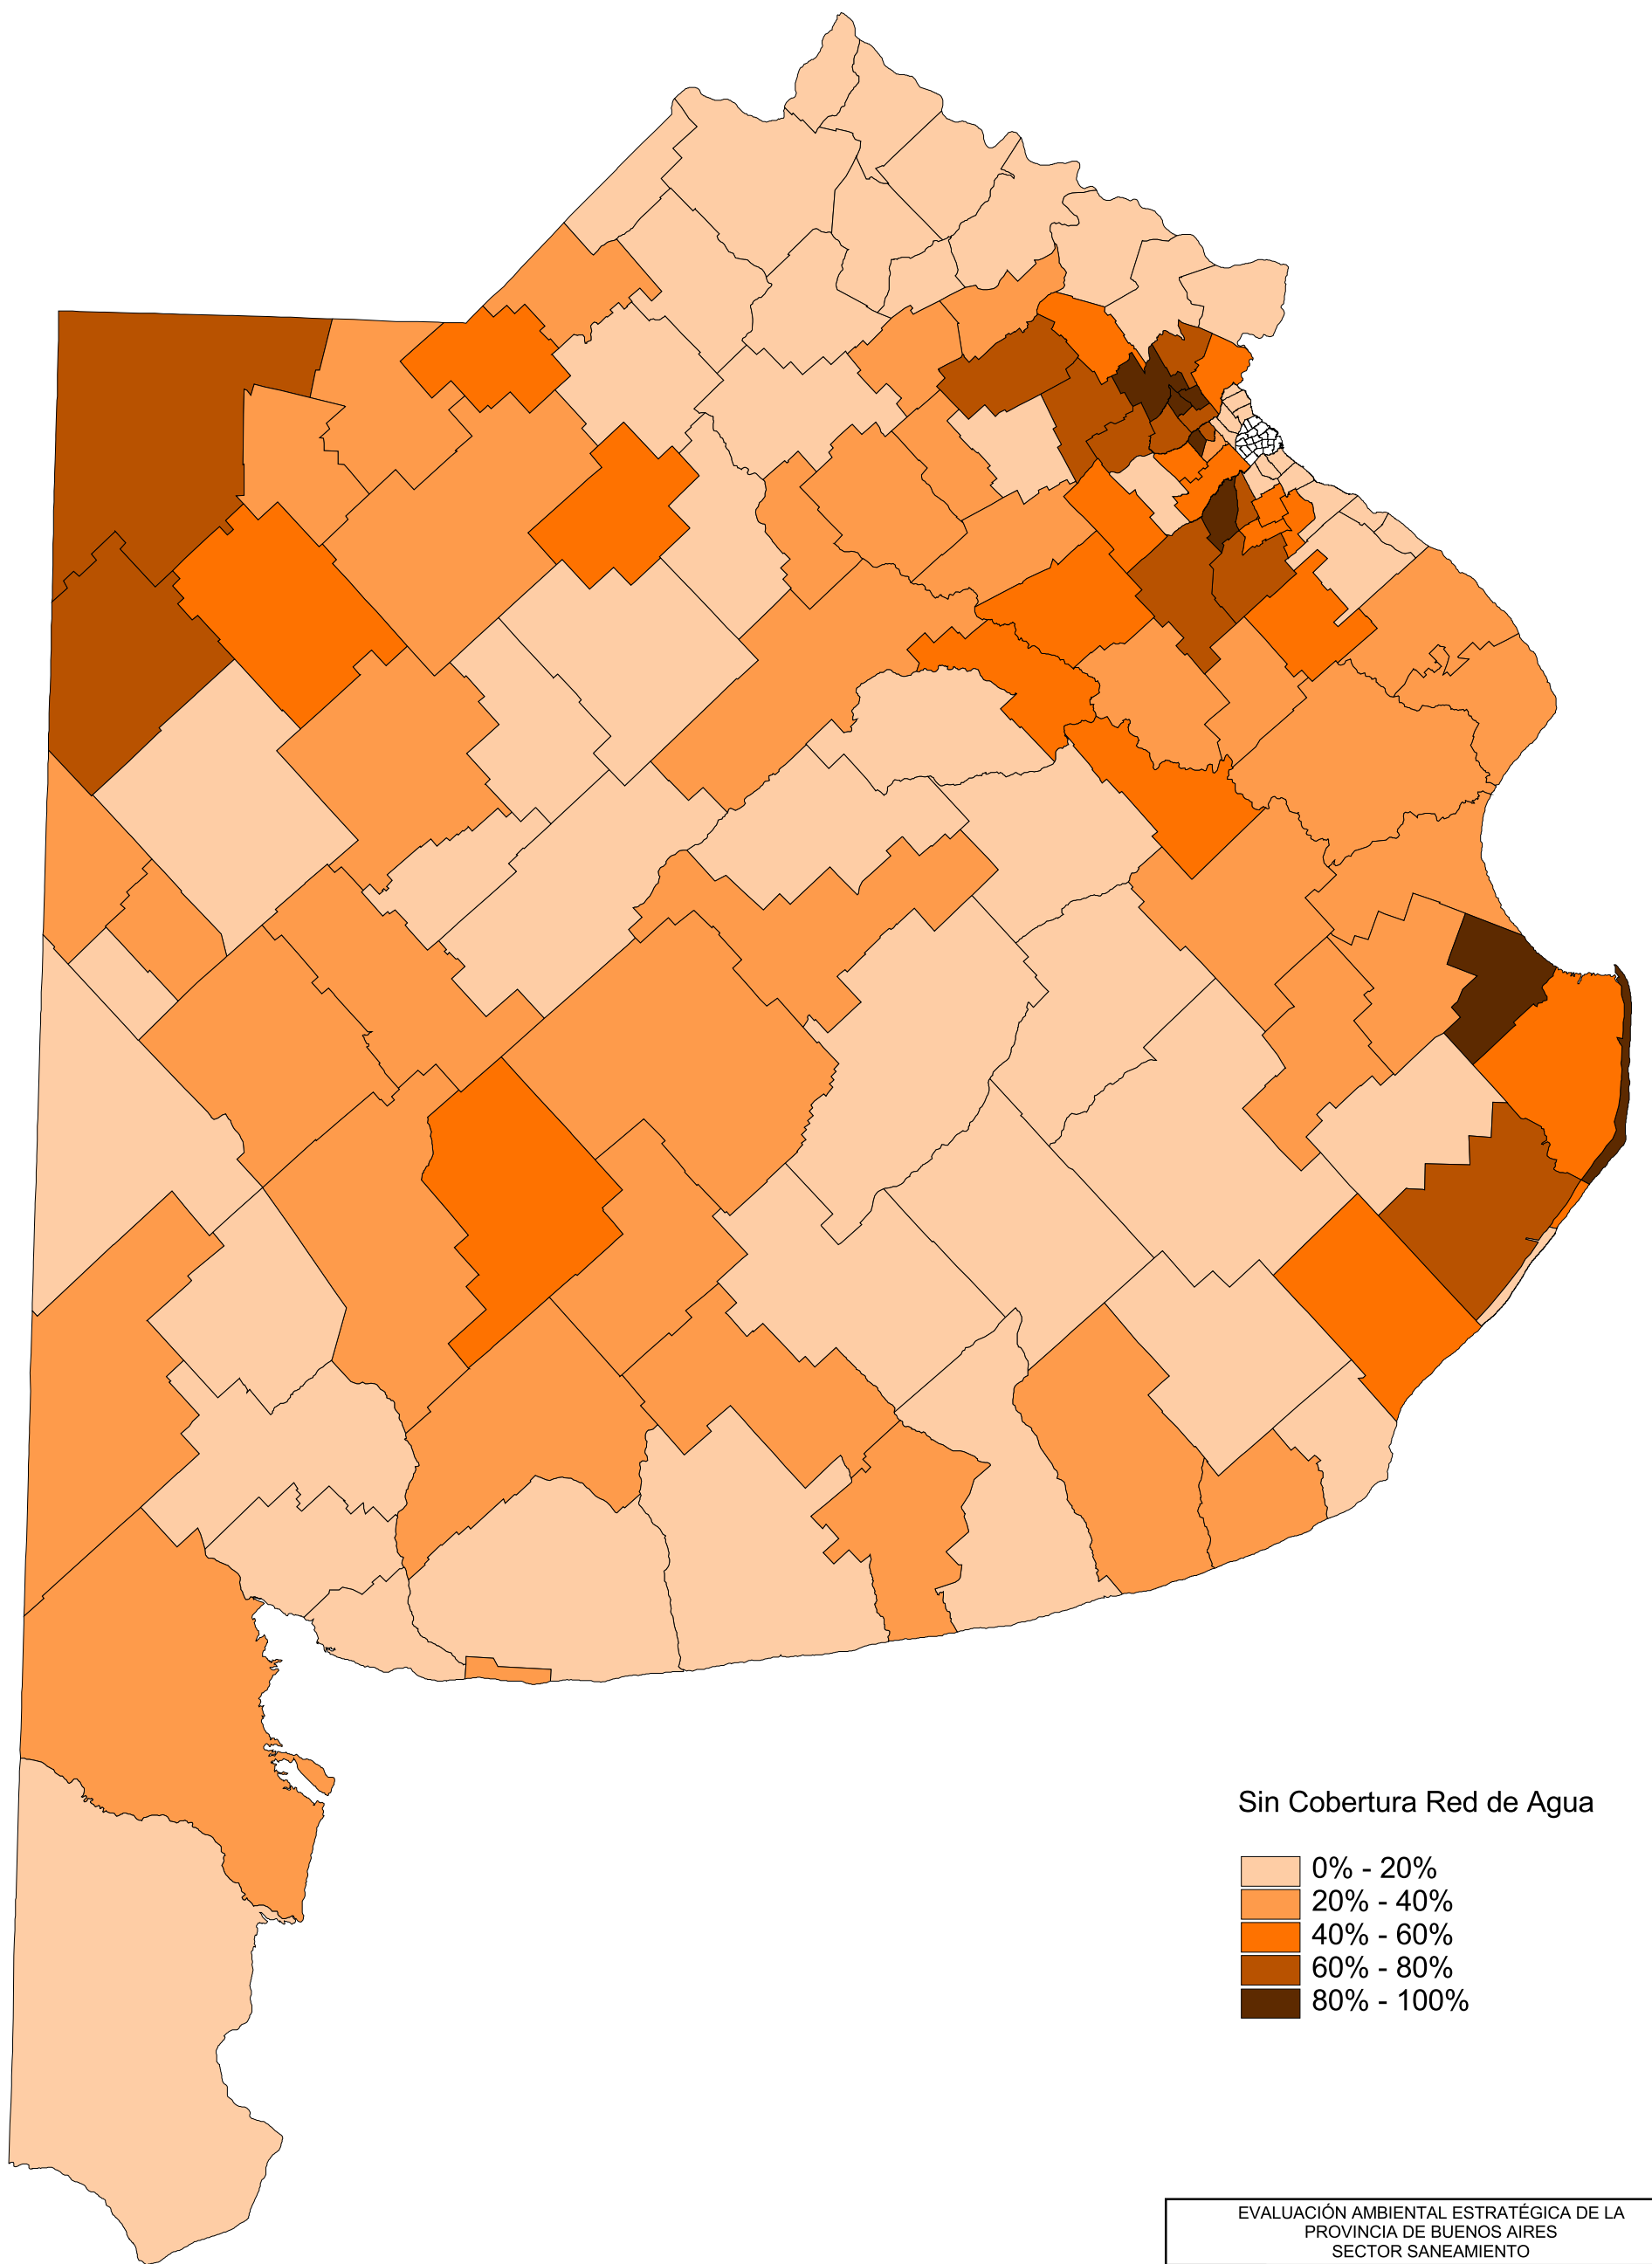 Sin Cobertura Red de Agua
0% - 20%
20% - 40%
40% - 60%
60% - 80%
80% - 100%
EVALUACIÓN AMBIENTAL ESTRATÉGICA DE LA
PROVINCIA DE BUENOS AIRES
SECTOR SANEAMIENTO